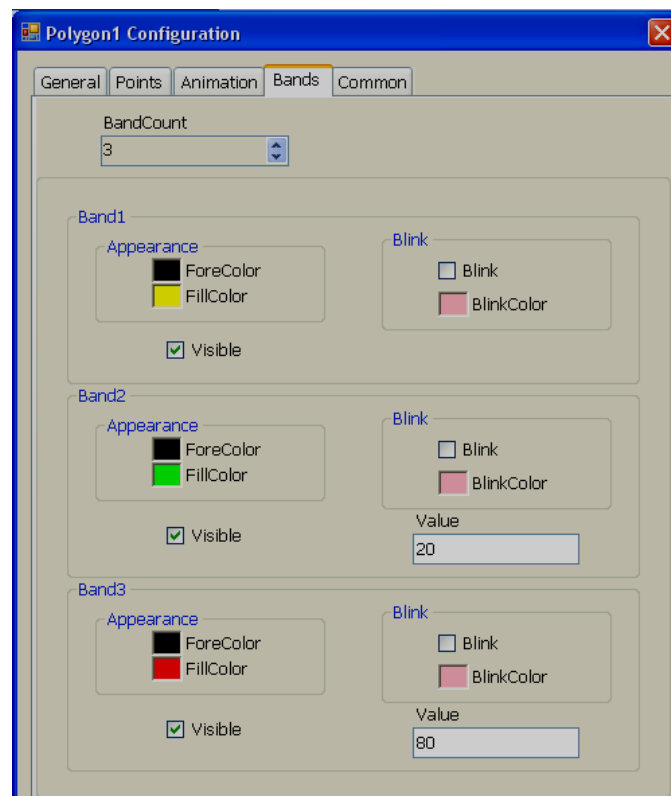 Polygon1 Configuration
General Points Animation Bands Common
BandCount
3
Band1
Appearance
ForeColor
FillColor
Visible
Blink
Blink
BlinkColor
Band2
Appearance
ForeColor
FillColor
Visible
Blink
Blink
BlinkColor
Value
20
Band3
Appearance
ForeColor
FillColor
Visible
Blink
Blink
BlinkColor
Value
80